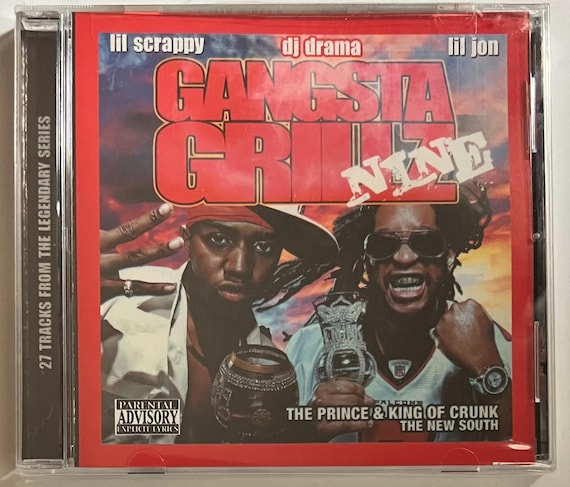 lil scrappy
dj drama
lil jon
GANGSTA
GRILLZ
NINE
27 TRACKS FROM THE LEGENDARY SERIES
FALCONS
THE PRINCE & KING OF CRUNK
THE NEW SOUTH
PARENTAL
ADVISORY
EXPLICIT LYRICS